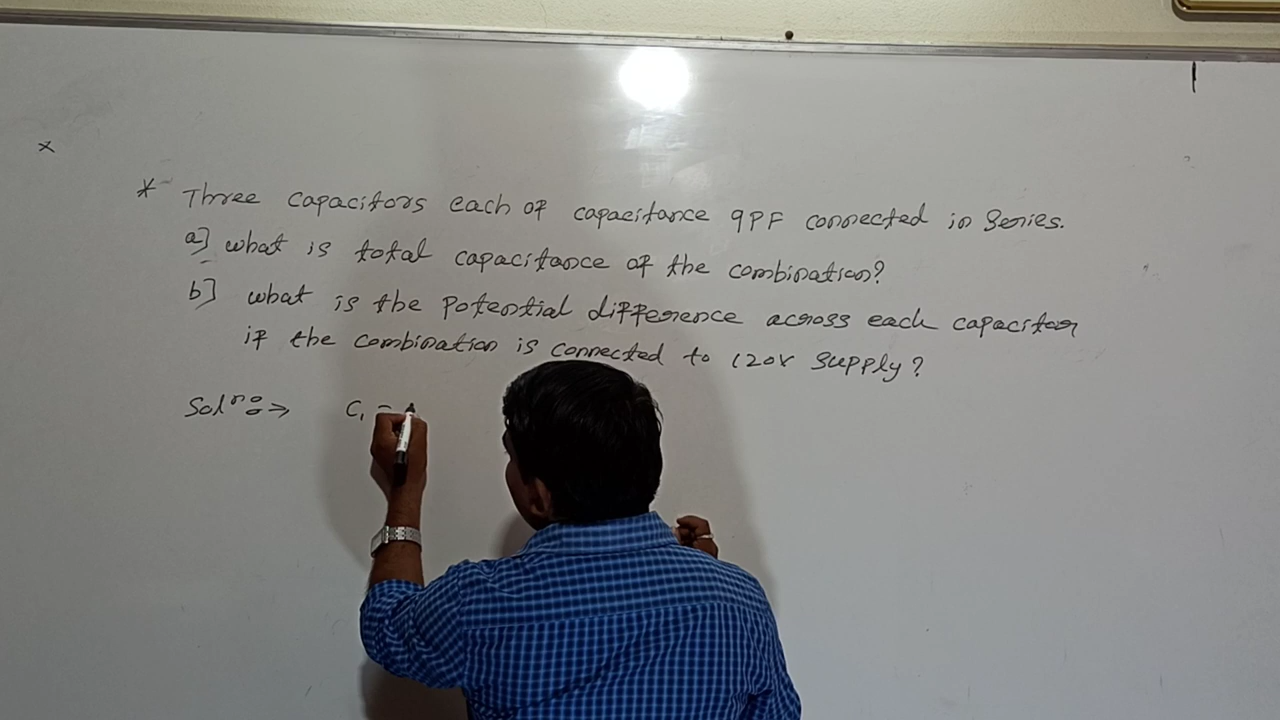 * Three capacitors each of capacitance 9PF connected in series.
a] what is total capacitance of the combination?
b] what is the potential difference across each capacitor
if the combination is connected to 120V supply?
Solⁿ:⇒ C₁ =